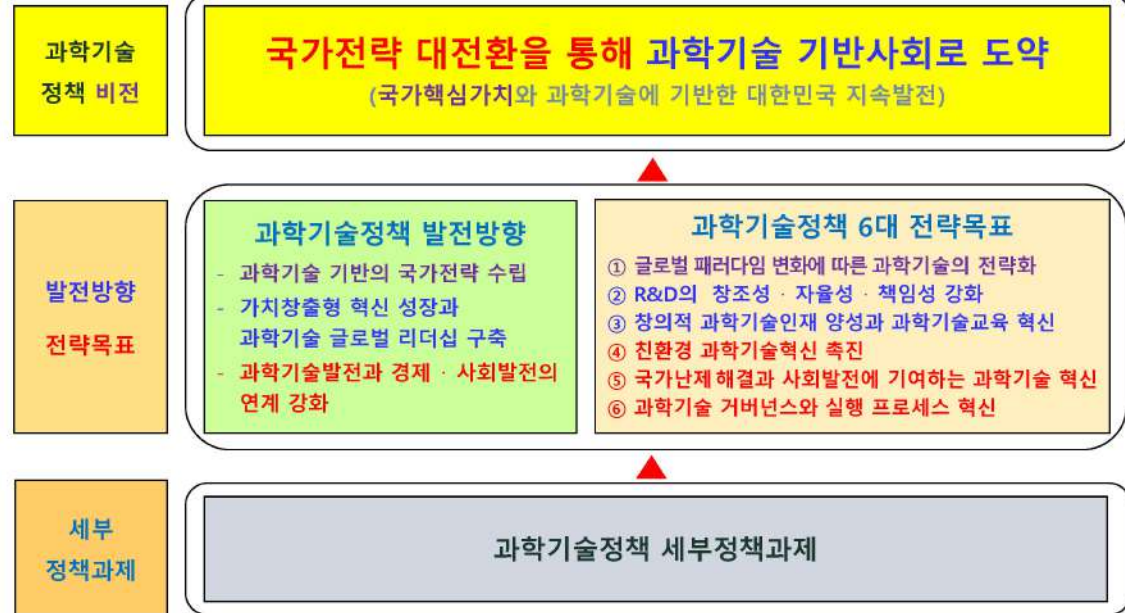 과학기술
정책 비전
국가전략 대전환을 통해 과학기술 기반사회로 도약
(국가핵심가치와 과학기술에 기반한 대한민국 지속발전)
발전방향
전략목표
과학기술정책 발전방향
- 과학기술 기반의 국가전략 수립
- 가치창출형 혁신 성장과
과학기술 글로벌 리더십 구축
- 과학기술발전과 경제 · 사회발전의
연계 강화
과학기술정책 6대 전략목표
① 글로벌 패러다임 변화에 따른 과학기술의 전략화
② R&D의 창조성 · 자율성 · 책임성 강화
③ 창의적 과학기술인재 양성과 과학기술교육 혁신
④ 친환경 과학기술혁신 촉진
⑤ 국가난제 해결과 사회발전에 기여하는 과학기술 혁신
⑥ 과학기술 거버넌스와 실행 프로세스 혁신
세부
정책과제
과학기술정책 세부정책과제